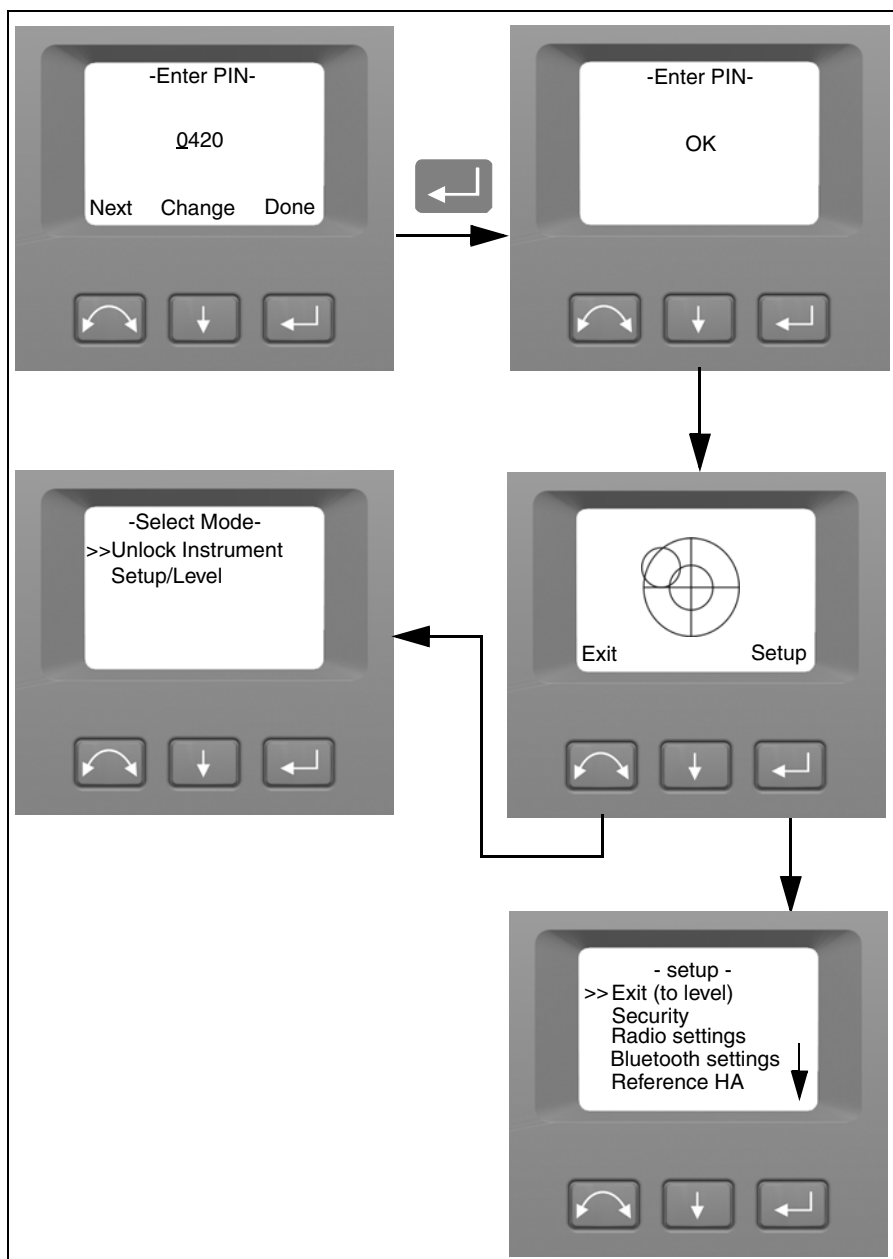 -Enter PIN-
0420
Next Change Done
-Enter PIN-
OK
-Select Mode-
>>Unlock Instrument
Setup/Level
Exit Setup
- setup -
>>Exit (to level)
Security
Radio settings
Bluetooth settings
Reference HA